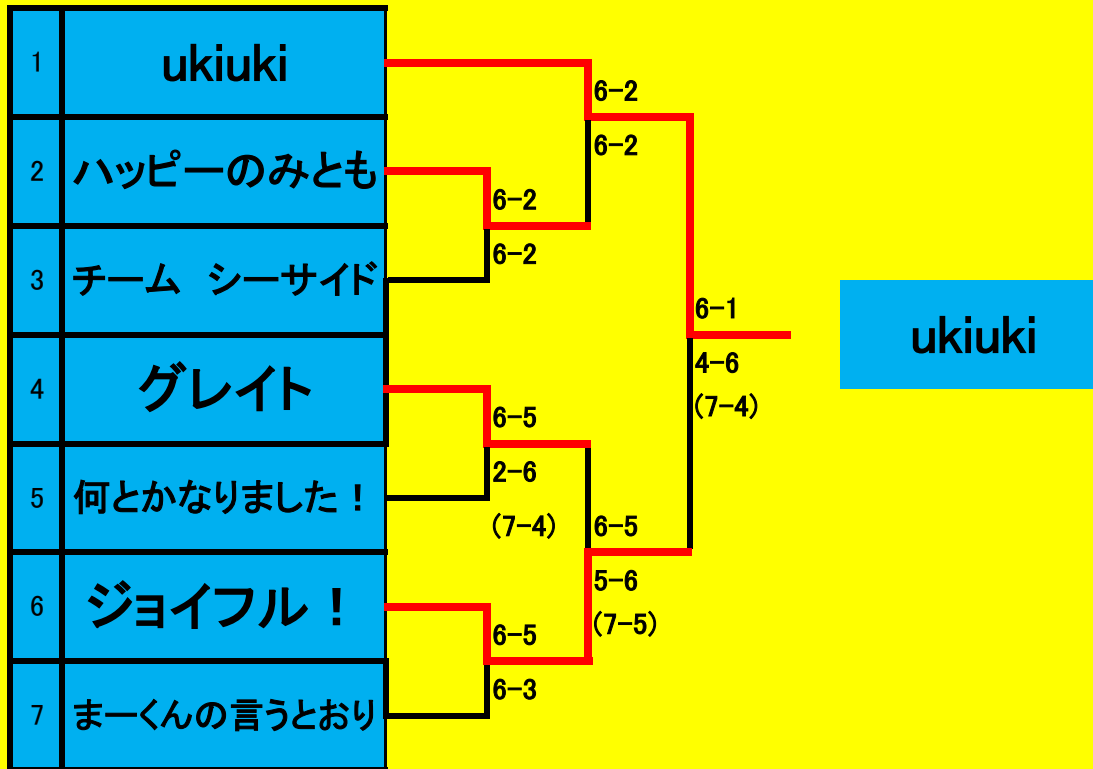 1 ukiuki
2 ハッピーのみとも
3 チーム　シーサイド
4 グレイト
5 何とかなりました！
6 ジョイフル！
7 まーくんの言うとおり
6-2
6-2
6-2
6-2
6-5
2-6
(7-4)
6-5
6-3
6-5
5-6
(7-5)
6-1
4-6
(7-4)
ukiuki